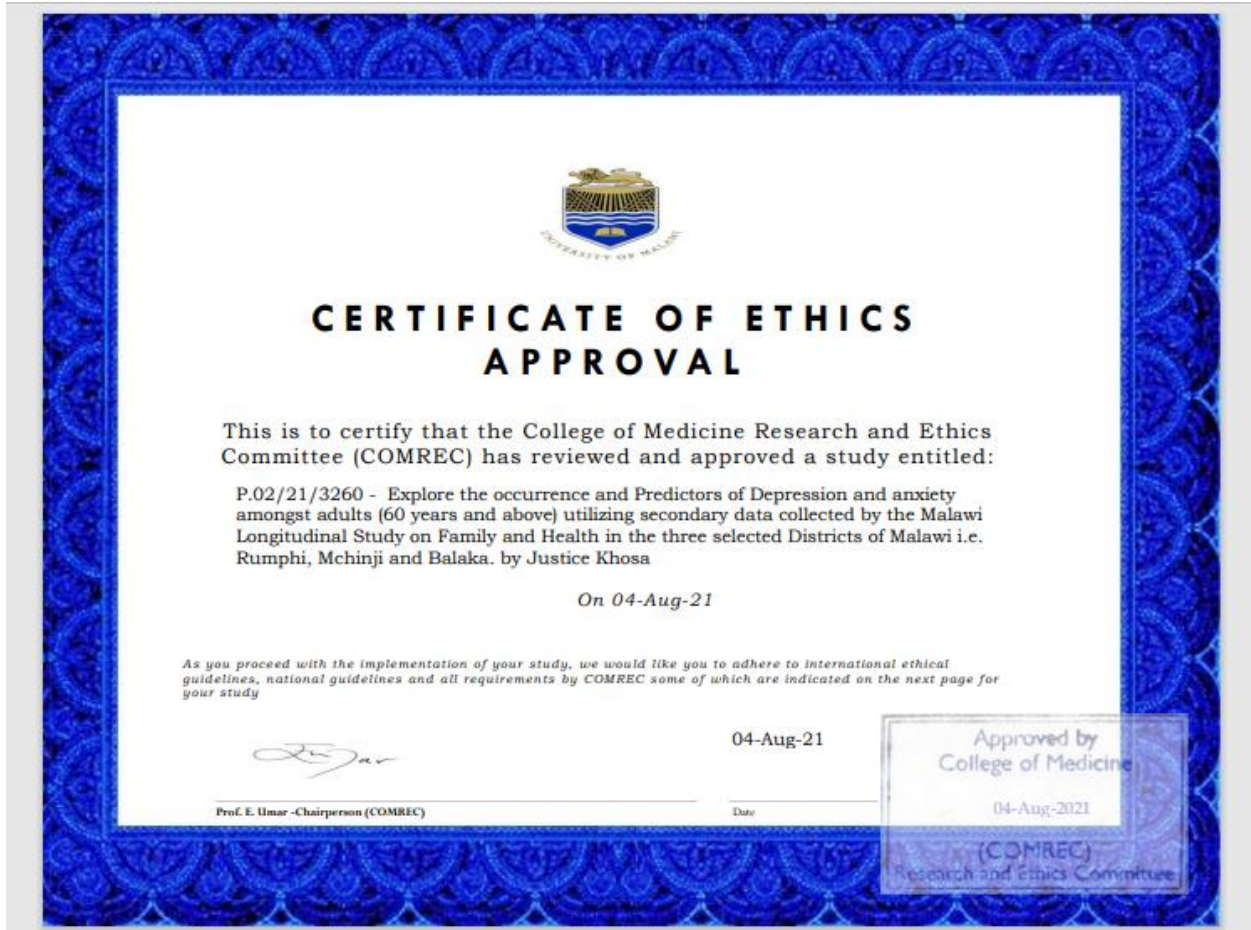 UNIVERSITY OF MALAWI
CERTIFICATE OF ETHICS
APPROVAL
This is to certify that the College of Medicine Research and Ethics
Committee (COMREC) has reviewed and approved a study entitled:
P.02/21/3260 - Explore the occurrence and Predictors of Depression and anxiety
amongst adults (60 years and above) utilizing secondary data collected by the Malawi
Longitudinal Study on Family and Health in the three selected Districts of Malawi i.e.
Rumphi, Mchinji and Balaka. by Justice Khosa
On 04-Aug-21
As you proceed with the implementation of your study, we would like you to adhere to international ethical
guidelines, national guidelines and all requirements by COMREC some of which are indicated on the next page for
your study
04-Aug-21
Prof. E. Umar -Chairperson (COMREC)
Date
Approved by
College of Medicine
04-Aug-2021
(COMREC)
Research and Ethics Committee